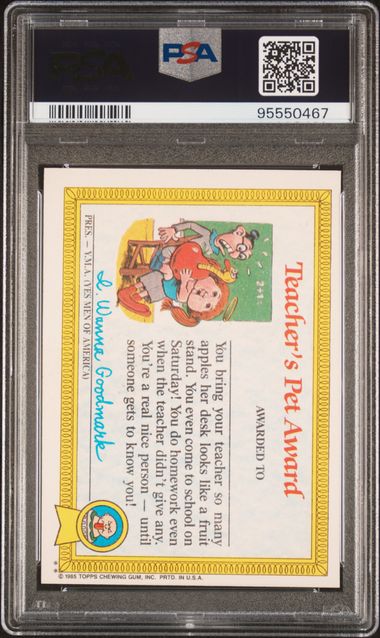 PSA
95550467
Teacher's Pet Award
AWARDED TO
2+1
You bring your teacher so many
apples her desk looks like a fruit
stand. You even come to school on
Saturday! You do homework even
when the teacher didn't give any.
You're a real nice person — until
someone gets to know you!
I. Wanna Goodmark
PRES. — Y.M.A. (YES MEN OF AMERICA)
** © 1985 TOPPS CHEWING GUM, INC. PRTD. IN U.S.A.